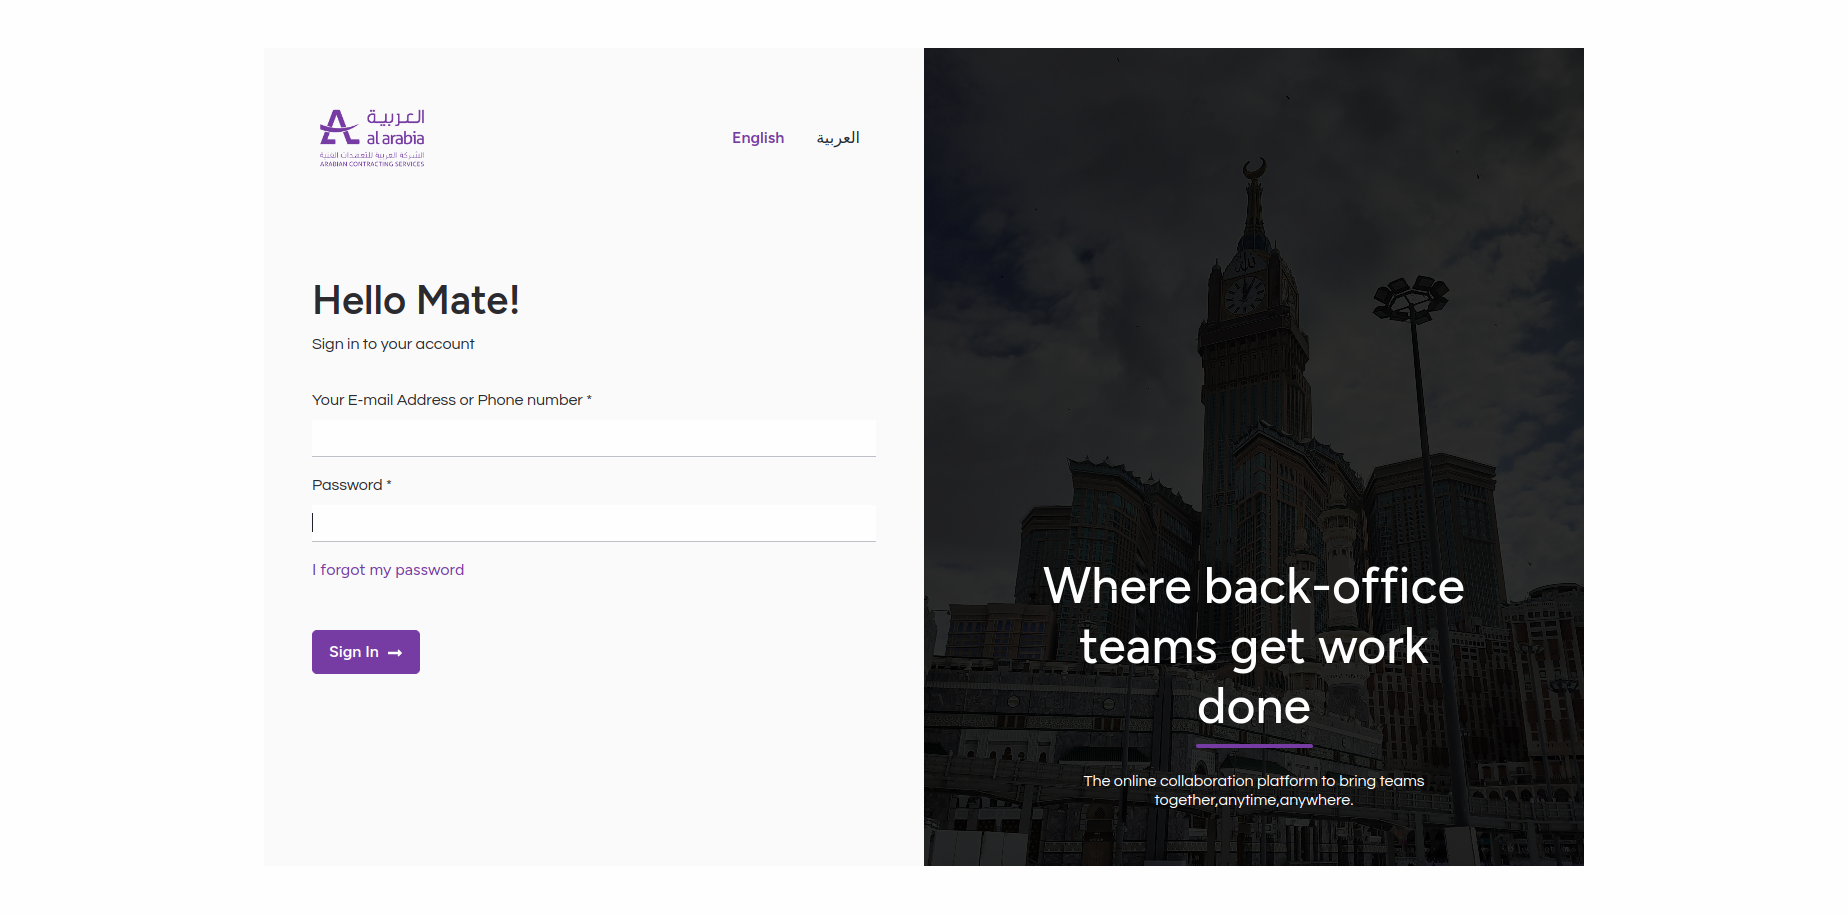 العربية
al arabia
الشركة العربية للتعهدات الفنية
ARABIAN CONTRACTING SERVICES
English
العربية
Hello Mate!
Sign in to your account
Your E-mail Address or Phone number *
Password *
I forgot my password
Sign In
Where back-office
teams get work
done
The online collaboration platform to bring teams
together,anytime,anywhere.